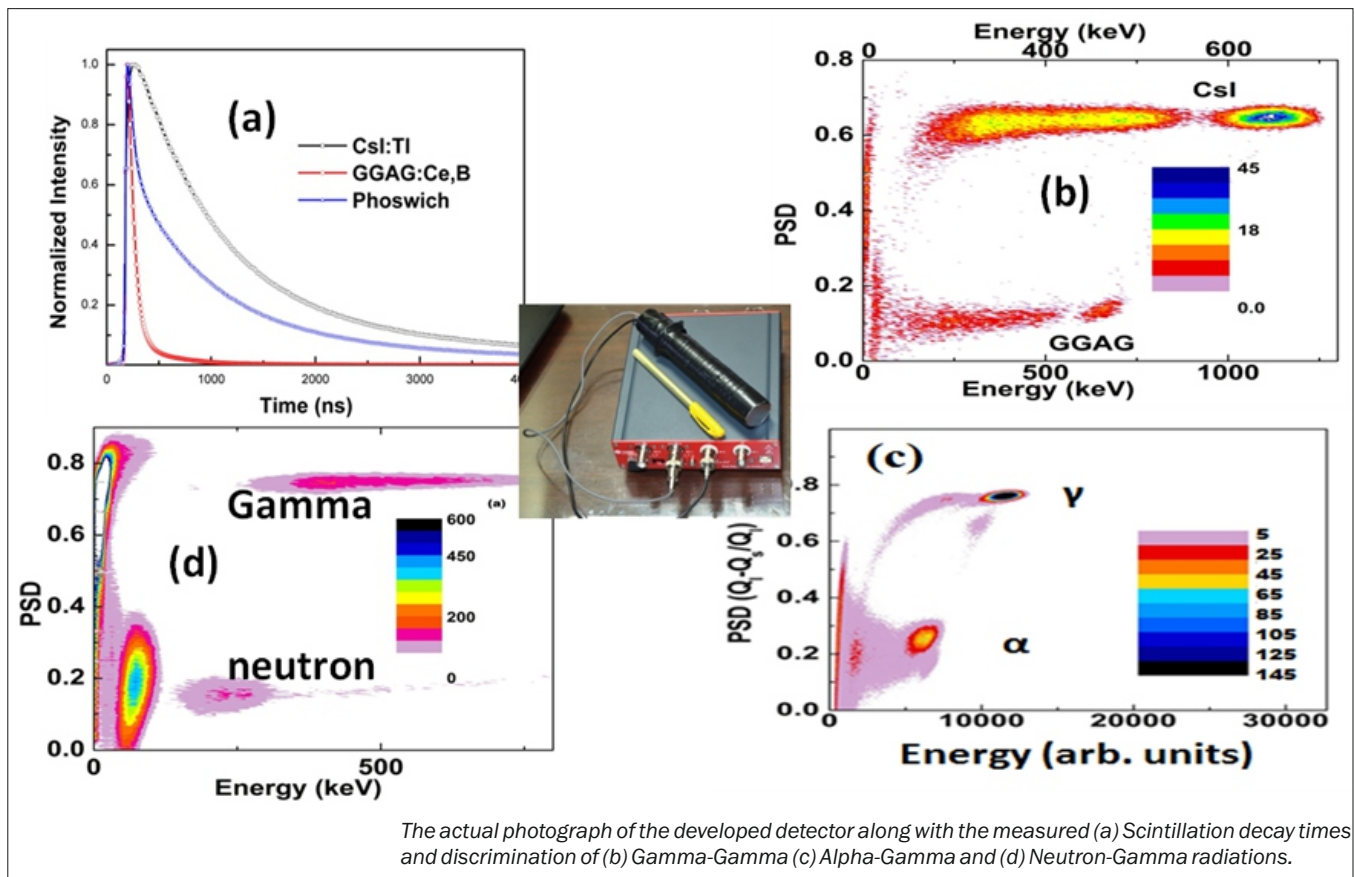 (a)
Normalized Intensity
1.0
0.8
0.6
0.4
0.2
CsI:Tl
GGAG:Ce,B
Phoswich
0 1000 2000 3000
Time (ns)
Energy (keV)
0 400 600
0.8
0.6
0.4
0.2
0.0
PSD
CsI
(b)
45
18
0.0
GGAG
0 500 1000
Energy (keV)
0.8
0.6
0.4
0.2
0.0
PSD
Gamma
(a)
(d)
600
450
200
0
neutron
0 500
Energy (keV)
(c)
.8
0.6
0.4
0.2
0.0
PSD (Q -Q /Q )
γ
α
5
25
45
65
85
105
125
145
0 10000 20000 30000
Energy (arb. units)
The actual photograph of the developed detector along with the measured (a) Scintillation decay times
and discrimination of (b) Gamma-Gamma (c) Alpha-Gamma and (d) Neutron-Gamma radiations.